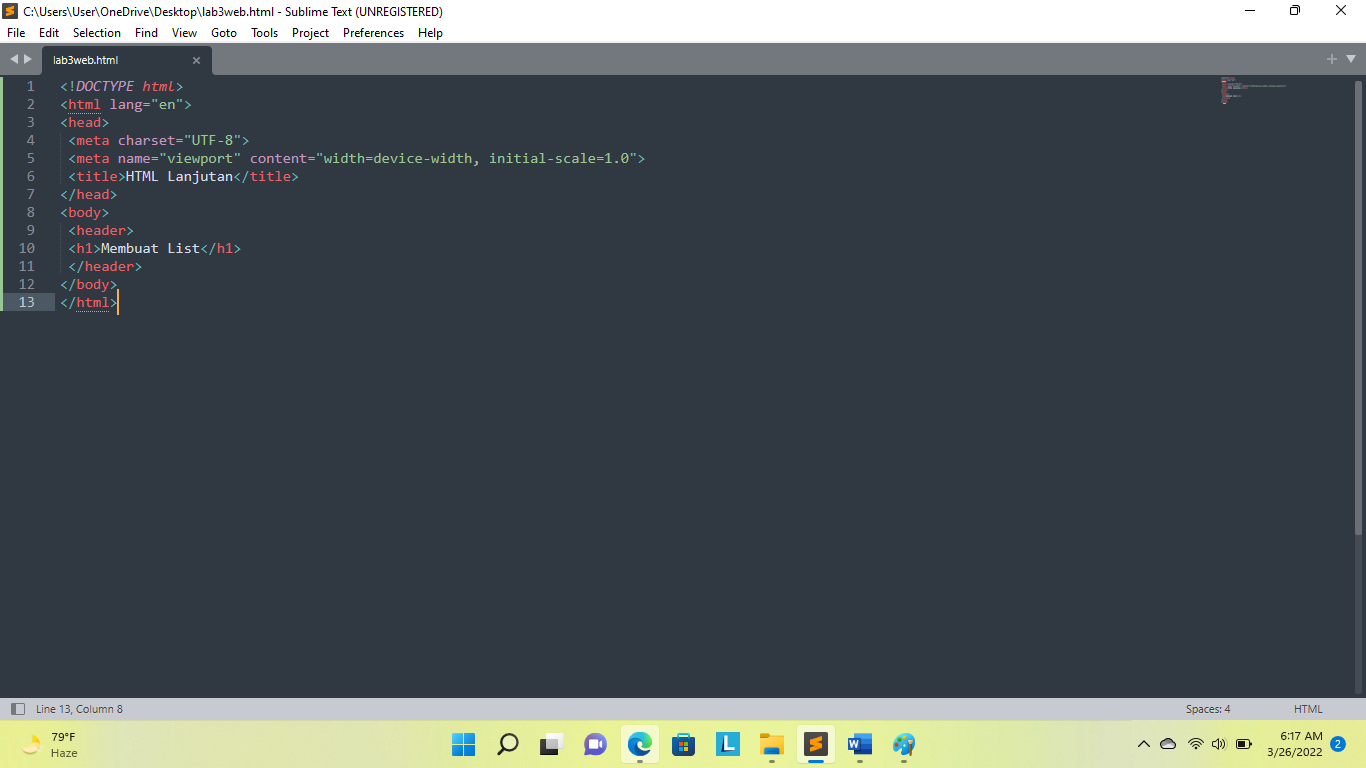 C:\Users\User\OneDrive\Desktop\lab3web.html - Sublime Text (UNREGISTERED)
File Edit Selection Find View Goto Tools Project Preferences Help
lab3web.html
1 <!DOCTYPE html>
2 <html lang="en">
3 <head>
4  <meta charset="UTF-8">
5  <meta name="viewport" content="width=device-width, initial-scale=1.0">
6  <title>HTML Lanjutan</title>
7 </head>
8 <body>
9  <header>
10  <h1>Membuat List</h1>
11  </header>
12 </body>
13 </html>
Line 13, Column 8 Spaces: 4 HTML
79°F
Haze
6:17 AM
3/26/2022
2